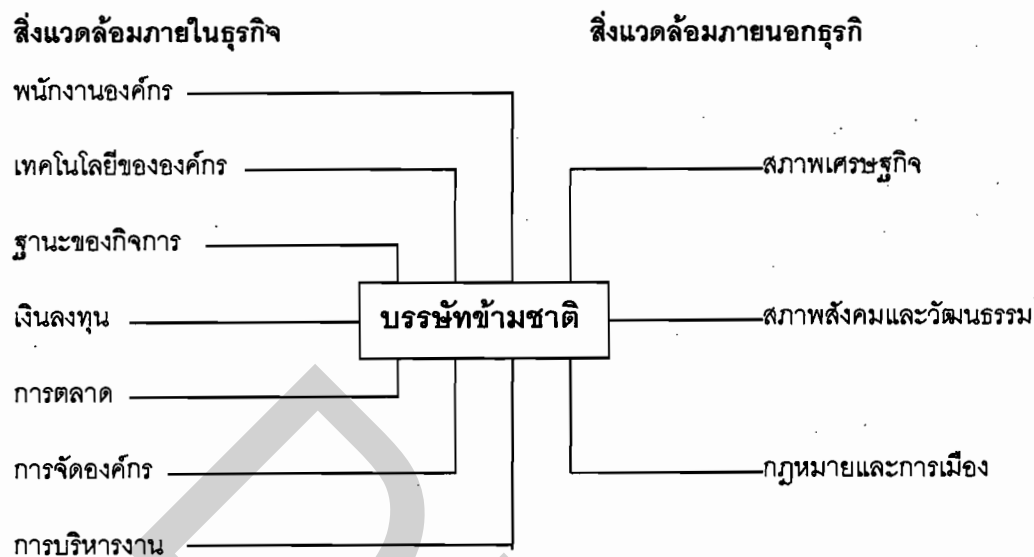 สิ่งแวดล้อมภายในธุรกิจ
สิ่งแวดล้อมภายนอกธุรกิ
พนักงานองค์กร
เทคโนโลยีขององค์กร
สภาพเศรษฐกิจ
ฐานะของกิจการ
เงินลงทุน
บรรษัทข้ามชาติ
สภาพสังคมและวัฒนธรรม
การตลาด
การจัดองค์กร
กฎหมายและการเมือง
การบริหารงาน